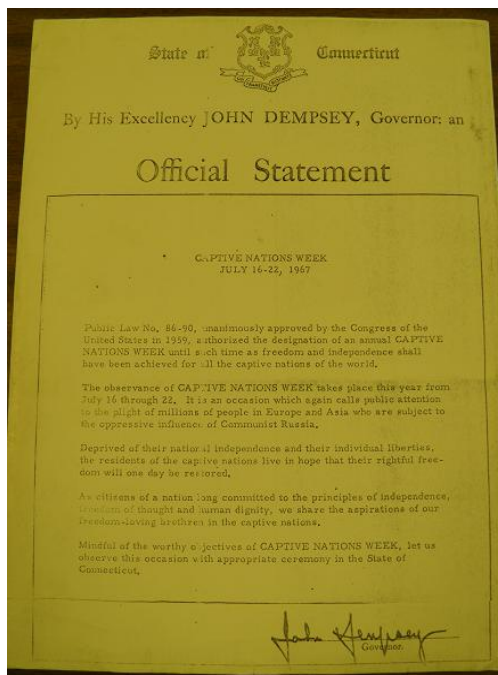 State of Connecticut
By His Excellency JOHN DEMPSEY, Governor: an
Official Statement
CAPTIVE NATIONS WEEK
JULY 16-22, 1967
Public Law No. 86-90, unanimously approved by the Congress of the
United States in 1959, authorized the designation of an annual CAPTIVE
NATIONS WEEK until such time as freedom and independence shall
have been achieved for all the captive nations of the world.
The observance of CAPTIVE NATIONS WEEK takes place this year from
July 16 through 22. It is an occasion which again calls public attention
to the plight of millions of people in Europe and Asia who are subject to
the oppressive influence of Communist Russia.
Deprived of their national independence and their individual liberties,
the residents of the captive nations live in hope that their rightful free-
dom will one day be restored.
As citizens of a nation long committed to the principles of independence,
freedom of thought and human dignity, we share the aspirations of our
freedom-loving brethren in the captive nations.
Mindful of the worthy objectives of CAPTIVE NATIONS WEEK, let us
observe this occasion with appropriate ceremony in the State of
Connecticut.
John Dempsey
Governor